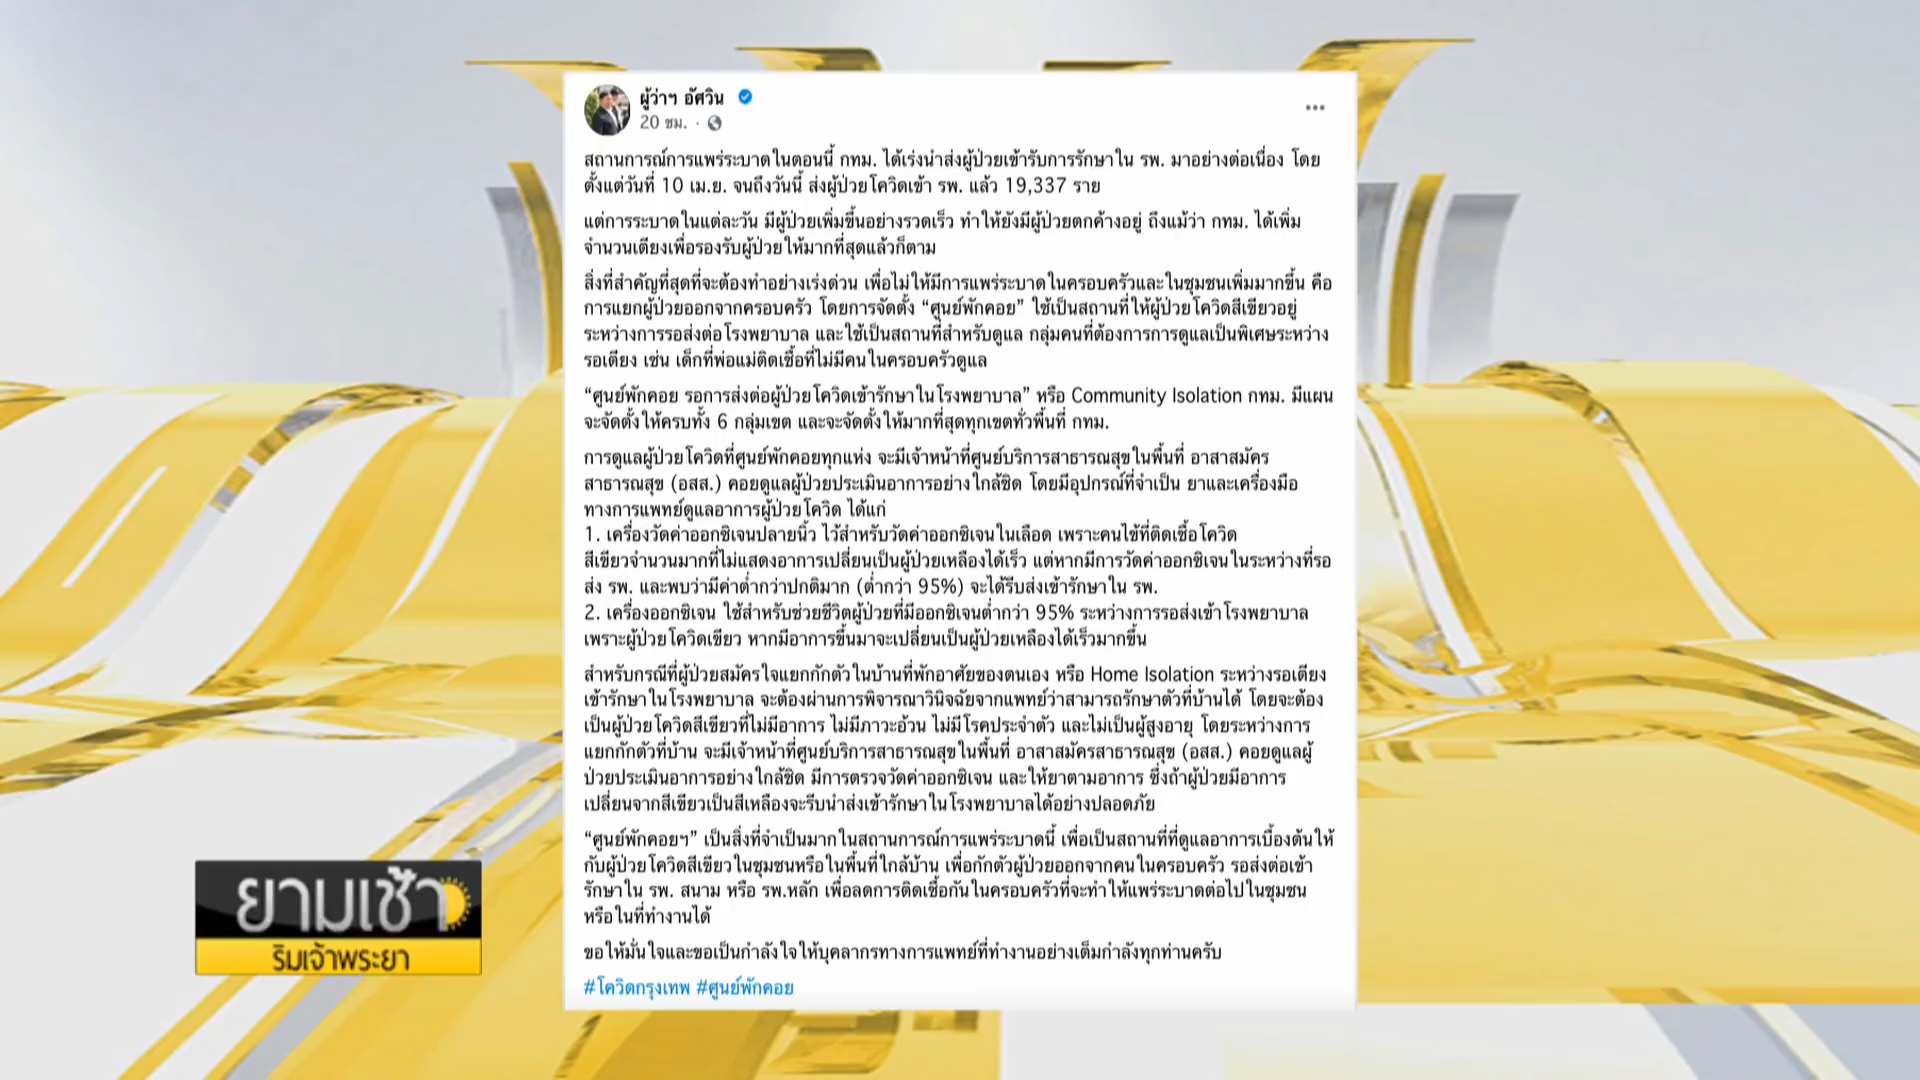 ผู้ว่าฯ อัศวิน
20 ชม. ·
สถานการณ์การแพร่ระบาดในตอนนี้ กทม. ได้เร่งนำส่งผู้ป่วยเข้ารับการรักษาใน รพ. มาอย่างต่อเนื่อง โดย
ตั้งแต่วันที่ 10 เม.ย. จนถึงวันนี้ ส่งผู้ป่วยโควิดเข้า รพ. แล้ว 19,337 ราย
แต่การระบาดในแต่ละวัน มีผู้ป่วยเพิ่มขึ้นอย่างรวดเร็ว ทำให้ยังมีผู้ป่วยตกค้างอยู่ ถึงแม้ว่า กทม. ได้เพิ่ม
จำนวนเตียงเพื่อรองรับผู้ป่วยให้มากที่สุดแล้วก็ตาม
สิ่งที่สำคัญที่สุดที่จะต้องทำอย่างเร่งด่วน เพื่อไม่ให้มีการแพร่ระบาดในครอบครัวและในชุมชนเพิ่มมากขึ้น คือ
การแยกผู้ป่วยออกจากครอบครัว โดยการจัดตั้ง “ศูนย์พักคอย” ใช้เป็นสถานที่ให้ผู้ป่วยโควิดสีเขียวอยู่
ระหว่างการรอส่งต่อโรงพยาบาล และใช้เป็นสถานที่สำหรับดูแล กลุ่มคนที่ต้องการการดูแลเป็นพิเศษระหว่าง
รอเตียง เช่น เด็กที่พ่อแม่ติดเชื้อที่ไม่มีคนในครอบครัวดูแล
“ศูนย์พักคอย รอการส่งต่อผู้ป่วยโควิดเข้ารักษาในโรงพยาบาล” หรือ Community Isolation กทม. มีแผน
จะจัดตั้งให้ครบทั้ง 6 กลุ่มเขต และจะจัดตั้งให้มากที่สุดทุกเขตทั่วพื้นที่ กทม.
การดูแลผู้ป่วยโควิดที่ศูนย์พักคอยทุกแห่ง จะมีเจ้าหน้าที่ศูนย์บริการสาธารณสุขในพื้นที่ อาสาสมัคร
สาธารณสุข (อสส.) คอยดูแลผู้ป่วยประเมินอาการอย่างใกล้ชิด โดยมีอุปกรณ์ที่จำเป็น ยาและเครื่องมือ
ทางการแพทย์ดูแลอาการผู้ป่วยโควิด ได้แก่
1. เครื่องวัดค่าออกซิเจนปลายนิ้ว ไว้สำหรับวัดค่าออกซิเจนในเลือด เพราะคนไข้ที่ติดเชื้อโควิด
สีเขียวจำนวนมากที่ไม่แสดงอาการเปลี่ยนเป็นผู้ป่วยเหลืองได้เร็ว แต่หากมีการวัดค่าออกซิเจนในระหว่างที่รอ
ส่ง รพ. และพบว่ามีค่าต่ำกว่าปกติมาก (ต่ำกว่า 95%) จะได้รีบส่งเข้ารักษาใน รพ.
2. เครื่องออกซิเจน ใช้สำหรับช่วยชีวิตผู้ป่วยที่มีออกซิเจนต่ำกว่า 95% ระหว่างการรอส่งเข้าโรงพยาบาล
เพราะผู้ป่วยโควิดเขียว หากมีอาการขึ้นมาจะเปลี่ยนเป็นผู้ป่วยเหลืองได้เร็วมากขึ้น
สำหรับกรณีที่ผู้ป่วยสมัครใจแยกกักตัวในบ้านที่พักอาศัยของตนเอง หรือ Home Isolation ระหว่างรอเตียง
เข้ารักษาในโรงพยาบาล จะต้องผ่านการพิจารณาวินิจฉัยจากแพทย์ว่าสามารถรักษาตัวที่บ้านได้ โดยจะต้อง
เป็นผู้ป่วยโควิดสีเขียวที่ไม่มีอาการ ไม่มีภาวะอ้วน ไม่มีโรคประจำตัว และไม่เป็นผู้สูงอายุ โดยระหว่างการ
แยกกักตัวที่บ้าน จะมีเจ้าหน้าที่ศูนย์บริการสาธารณสุขในพื้นที่ อาสาสมัครสาธารณสุข (อสส.) คอยดูแลผู้
ป่วยประเมินอาการอย่างใกล้ชิด มีการตรวจวัดค่าออกซิเจน และให้ยาตามอาการ ซึ่งถ้าผู้ป่วยมีอาการ
เปลี่ยนจากสีเขียวเป็นสีเหลืองจะรีบนำส่งเข้ารักษาในโรงพยาบาลได้อย่างปลอดภัย
“ศูนย์พักคอยฯ” เป็นสิ่งที่จำเป็นมากในสถานการณ์การแพร่ระบาดนี้ เพื่อเป็นสถานที่ที่ดูแลอาการเบื้องต้นให้
กับผู้ป่วยโควิดสีเขียวในชุมชนหรือในพื้นที่ใกล้บ้าน เพื่อกักตัวผู้ป่วยออกจากคนในครอบครัว รอส่งต่อเข้า
รักษาใน รพ. สนาม หรือ รพ.หลัก เพื่อลดการติดเชื้อกันในครอบครัวที่จะทำให้แพร่ระบาดต่อไปในชุมชน
หรือในที่ทำงานได้
ขอให้มั่นใจและขอเป็นกำลังใจให้บุคลากรทางการแพทย์ที่ทำงานอย่างเต็มกำลังทุกท่านครับ
#โควิดกรุงเทพ #ศูนย์พักคอย
ยามเช้า
ริมเจ้าพระยา